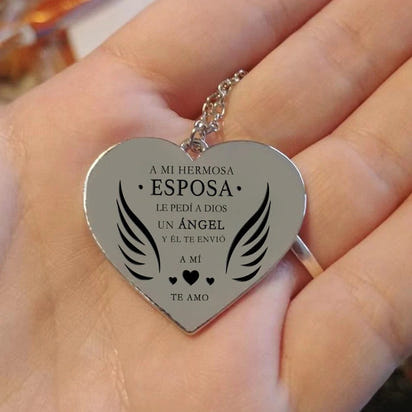 A MI HERMOSA
· ESPOSA ·
LE PEDÍ A DIOS
UN ÁNGEL
Y ÉL TE ENVIÓ
A MÍ
TE AMO